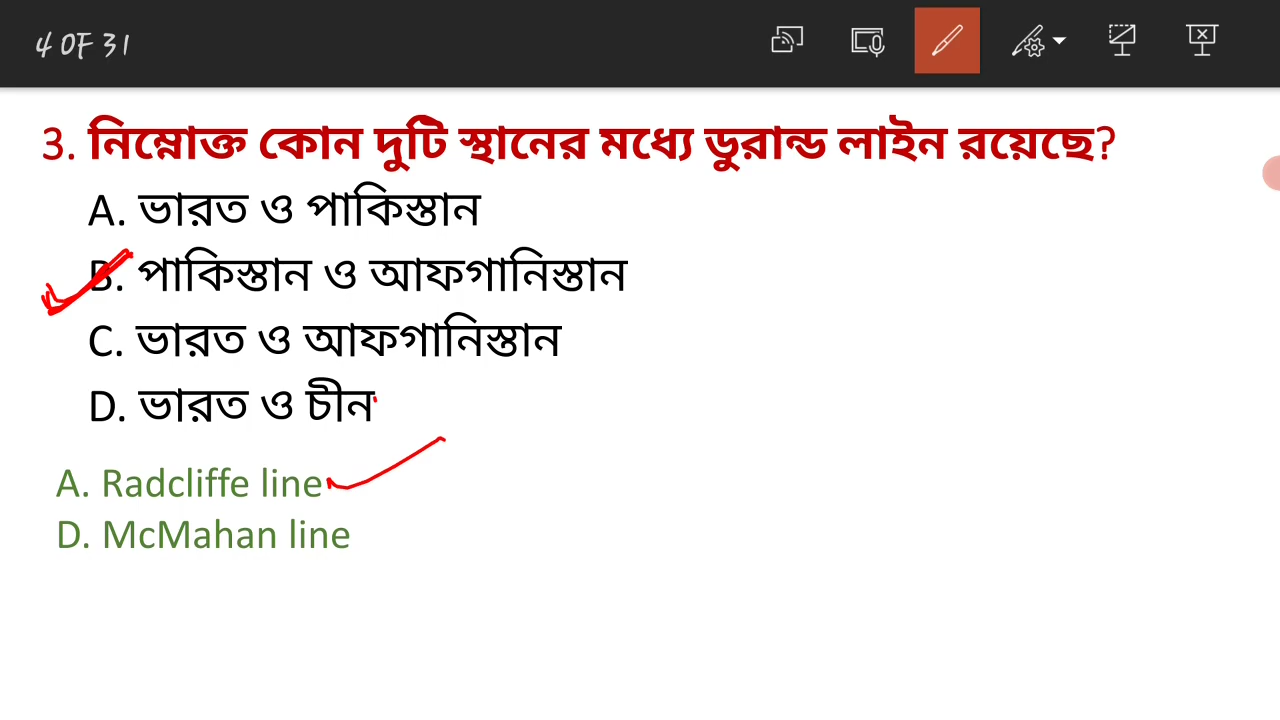 4 OF 31
3. নিম্নোক্ত কোন দুটি স্থানের মধ্যে ডুরান্ড লাইন রয়েছে?
A. ভারত ও পাকিস্তান
B. পাকিস্তান ও আফগানিস্তান
C. ভারত ও আফগানিস্তান
D. ভারত ও চীন
A. Radcliffe line
D. McMahan line